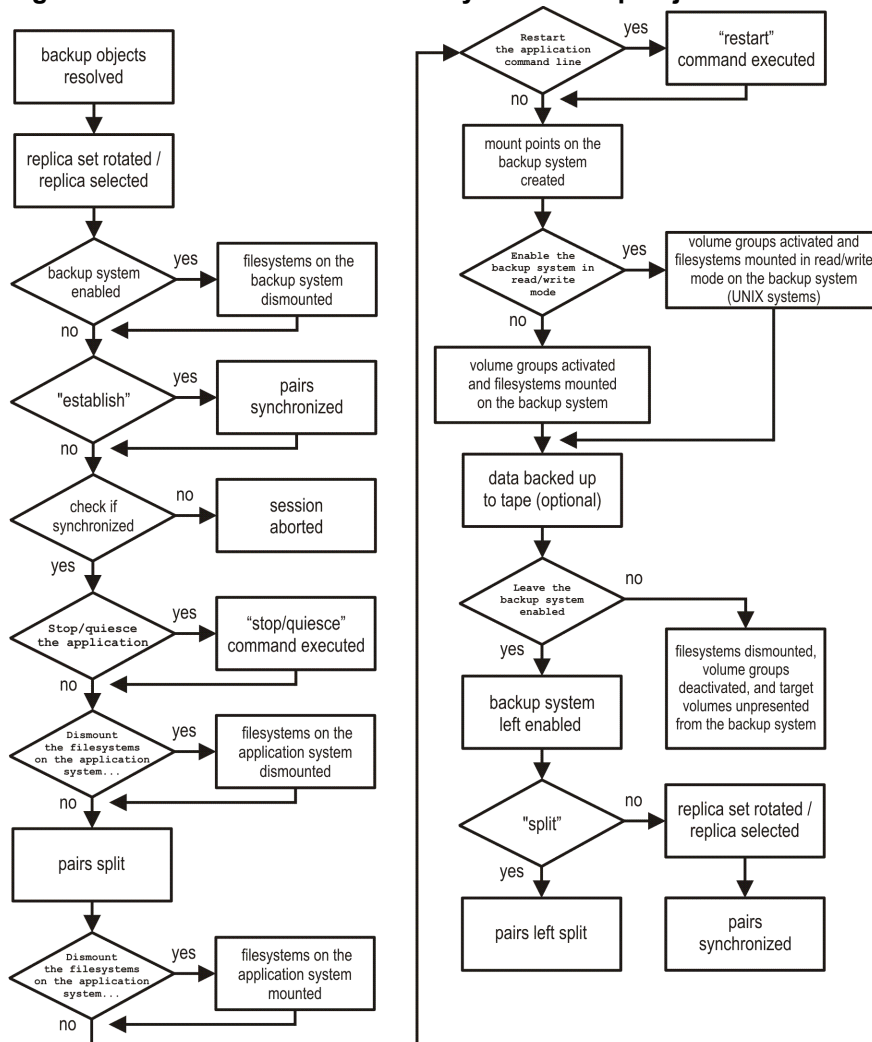 backup objects
resolved
replica set rotated /
replica selected
backup system
enabled
yes
filesystems on the
backup system
dismounted
no
"establish"
yes
pairs
synchronized
no
check if
synchronized
no
session
aborted
yes
Stop/quiesce
the application
yes
“stop/quiesce”
command executed
no
Dismount
the filesystems
on the application
system...
yes
filesystems on the
application system
dismounted
no
pairs split
Dismount
the filesystems
on the application
system...
yes
filesystems on the
application system
mounted
no
Restart
the application
command line
yes
“restart”
command executed
no
mount points on the
backup system
created
Enable the
backup system in
read/write
mode
yes
volume groups activated and
filesystems mounted in read/write
mode on the backup system
(UNIX systems)
no
volume groups activated
and filesystems mounted
on the backup system
data backed up
to tape (optional)
Leave the
backup system
enabled
no
filesystems dismounted,
volume groups
deactivated, and target
volumes unpresented
from the backup system
yes
backup system
left enabled
"split”
no
replica set rotated /
replica selected
yes
pairs left split
pairs
synchronized